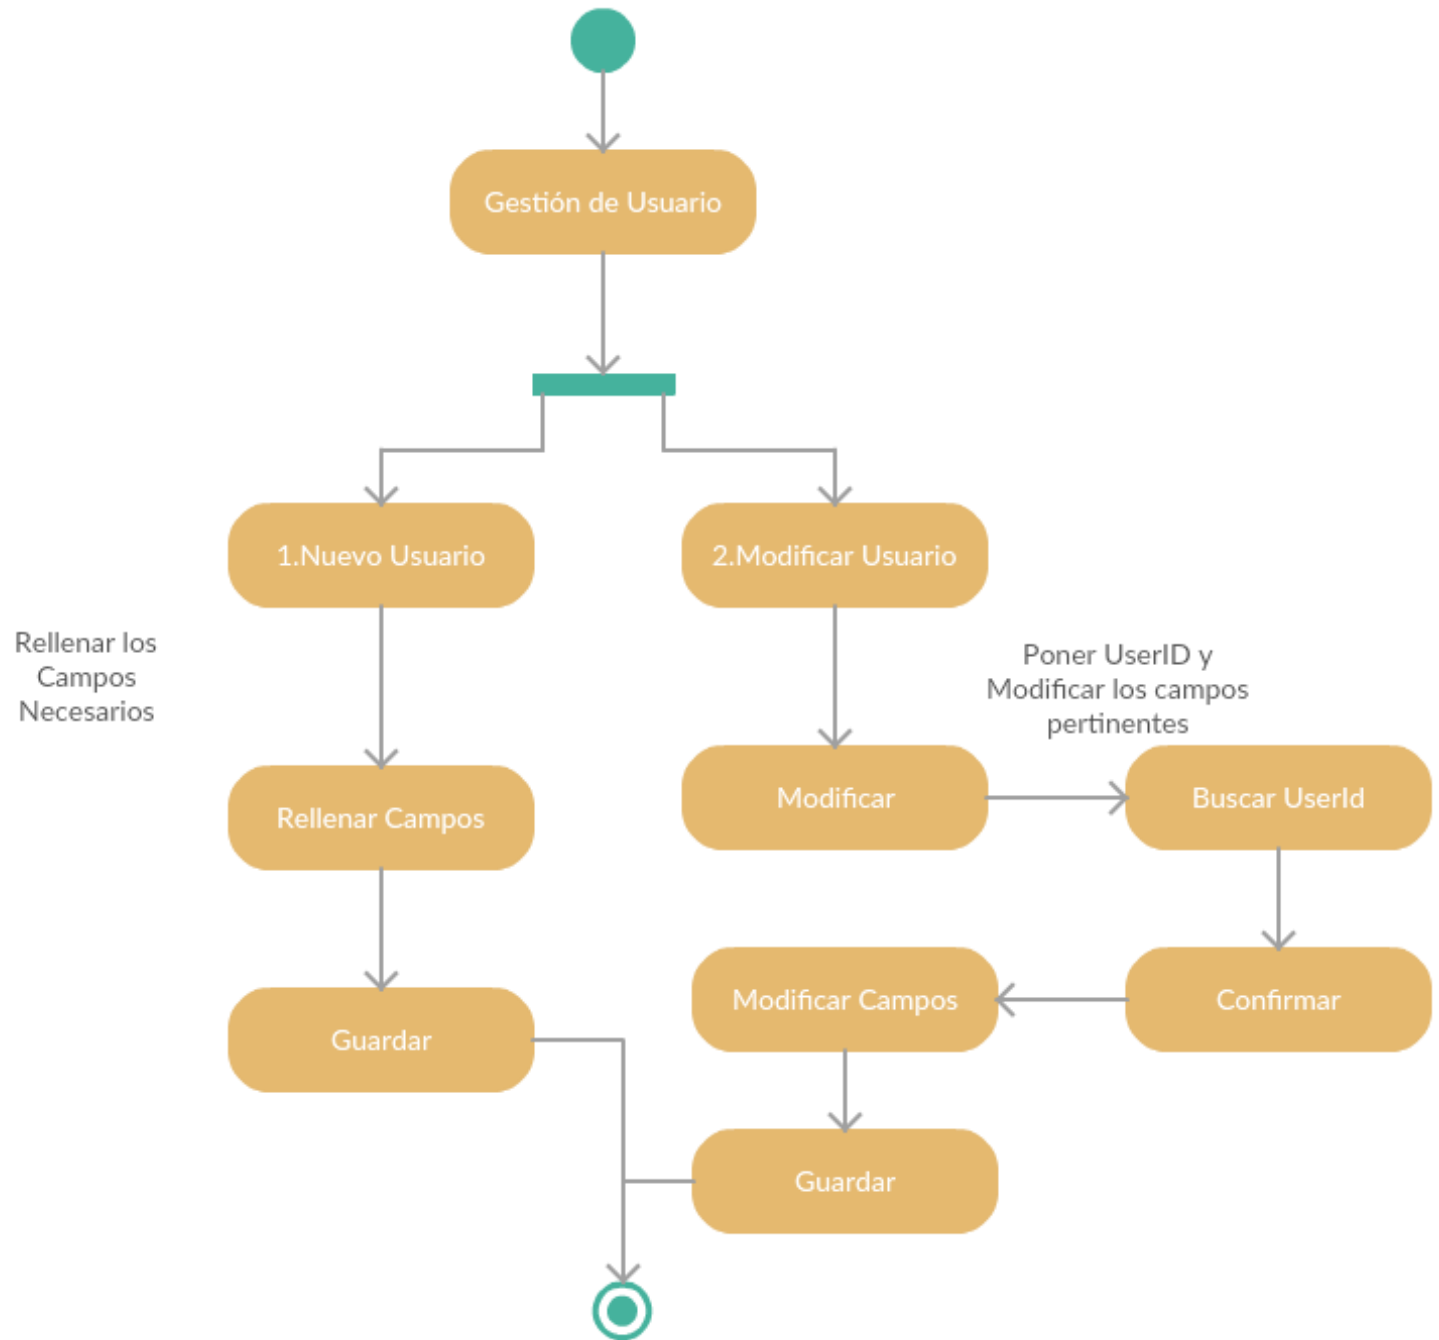 Gestión de Usuario
1.Nuevo Usuario
2.Modificar Usuario
Rellenar los
Campos
Necesarios
Poner UserID y
Modificar los campos
pertinentes
Rellenar Campos
Modificar
Buscar UserId
Guardar
Modificar Campos
Confirmar
Guardar